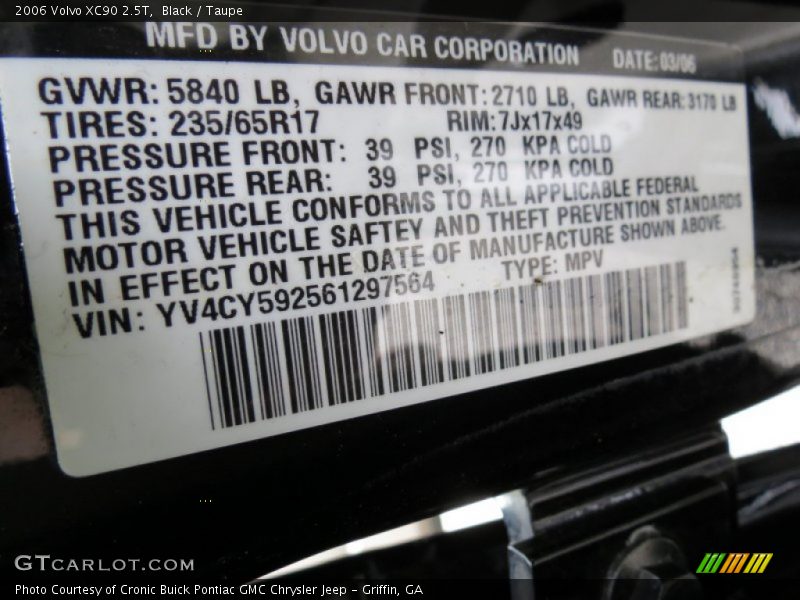 2006 Volvo XC90 2.5T, Black / Taupe
MFD BY VOLVO CAR CORPORATION DATE: 03/06
GVWR: 5840 LB, GAWR FRONT: 2710 LB, GAWR REAR: 3170 LB
TIRES: 235/65R17 RIM: 7Jx17x49
PRESSURE FRONT: 39 PSI, 270 KPA COLD
PRESSURE REAR: 39 PSI, 270 KPA COLD
THIS VEHICLE CONFORMS TO ALL APPLICABLE FEDERAL
MOTOR VEHICLE SAFTEY AND THEFT PREVENTION STANDARDS
IN EFFECT ON THE DATE OF MANUFACTURE SHOWN ABOVE.
VIN: YV4CY592561297564 TYPE: MPV
GTCARLOT.COM
Photo Courtesy of Cronic Buick Pontiac GMC Chrysler Jeep - Griffin, GA